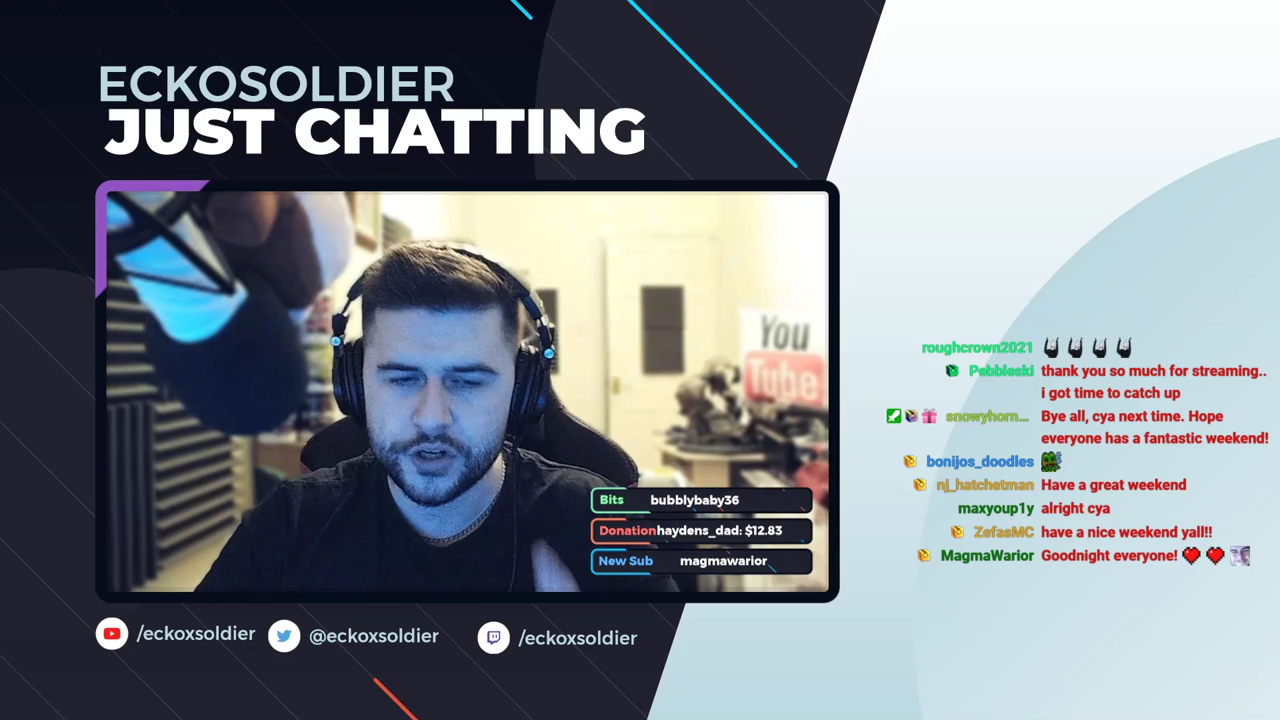 ECKOSOLDIER
JUST CHATTING
You
Tube
Bits bubblybaby36
Donation haydens_dad: $12.83
New Sub magmawarior
/eckoxsoldier @eckoxsoldier /eckoxsoldier
roughcrown2021
Pebbleski thank you so much for streaming..
i got time to catch up
snowyhorn... Bye all, cya next time. Hope
everyone has a fantastic weekend!
bonijos_doodles
nj_hatchetman Have a great weekend
maxyoup1y alright cya
ZefasMC have a nice weekend yall!!
MagmaWarior Goodnight everyone!